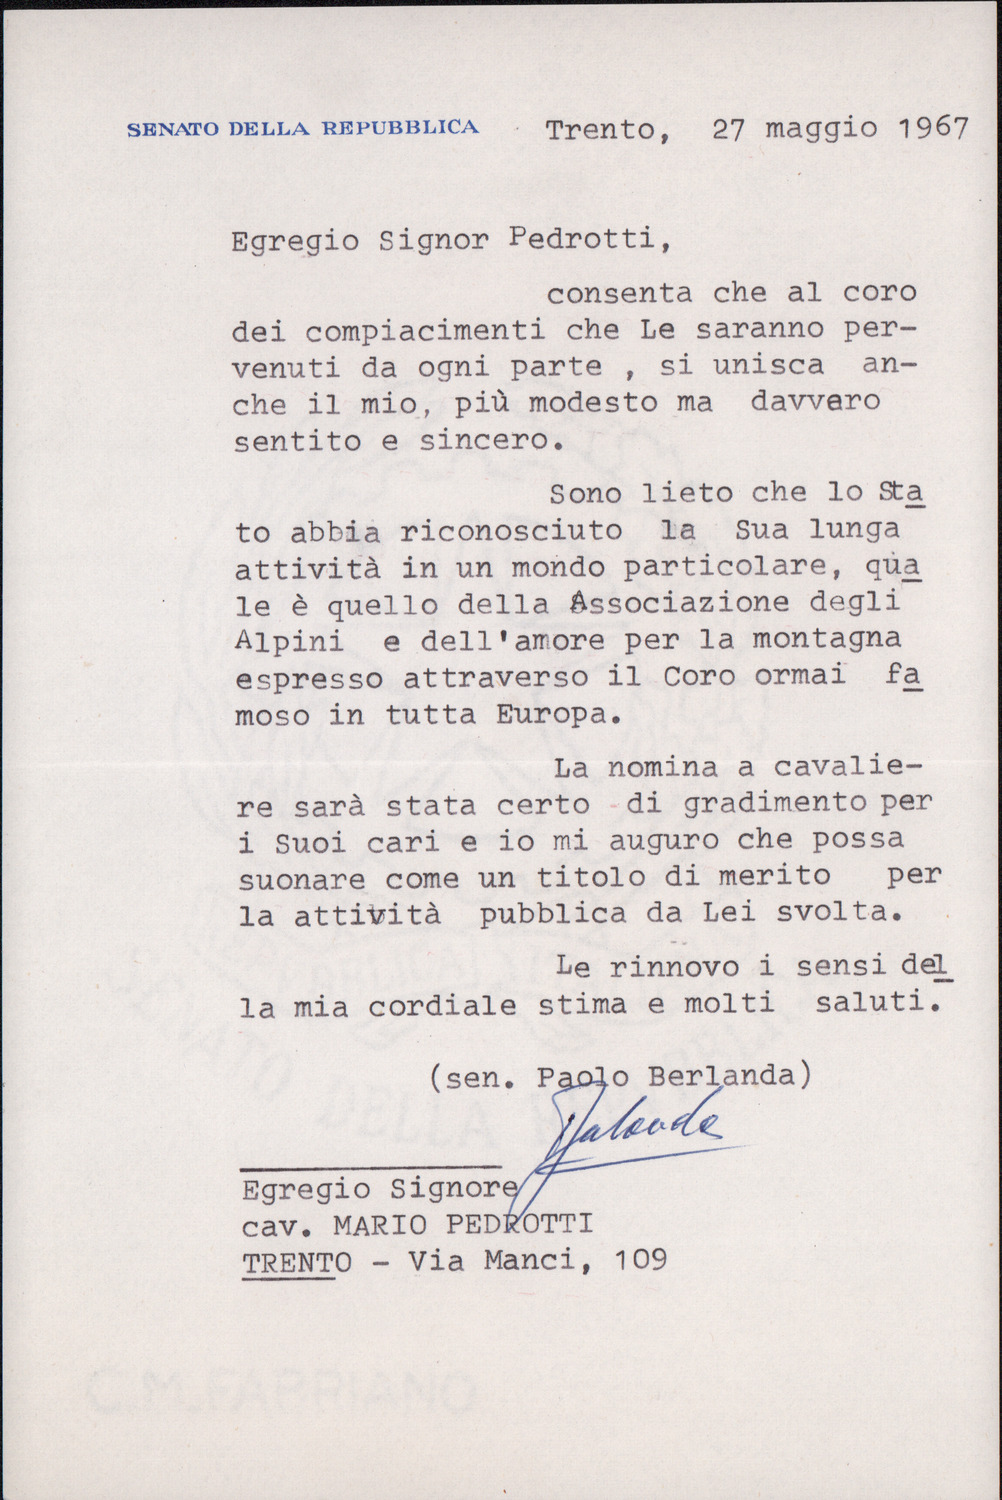 SENATO DELLA REPUBBLICA
Trento, 27 maggio 1967
Egregio Signor Pedrotti,
consenta che al coro
dei compiacimenti che Le saranno per-
venuti da ogni parte , si unisca an-
che il mio, più modesto ma davvero
sentito e sincero.
Sono lieto che lo Sta
to abbia riconosciuto la Sua lunga
attività in un mondo particolare, qua
le è quello della Associazione degli
Alpini e dell'amore per la montagna
espresso attraverso il Coro ormai fa
moso in tutta Europa.
La nomina a cavalie-
re sarà stata certo di gradimento per
i Suoi cari e io mi auguro che possa
suonare come un titolo di merito per
la attività pubblica da Lei svolta.
Le rinnovo i sensi del
la mia cordiale stima e molti saluti.
(sen. Paolo Berlanda)
Berlanda
Egregio Signore
cav. MARIO PEDROTTI
TRENTO - Via Manci, 109
C.M.FABRIANO